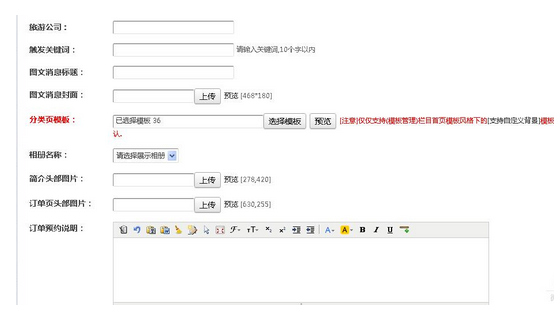 旅游公司：
触发关键词： 请输入关键词,10个字以内
图文消息标题：
图文消息封面： 上传 预览 [468*180]
分类页模板： 已选择模板 36 选择模板 预览 [注意]仅仅支持(模板管理)栏目首页模板风格下的[支持自定义背景]模板
认.
相册名称： 请选择展示相册
简介头部图片： 上传 预览 [278,420]
订单页头部图片： 上传 预览 [630,255]
订单预约说明：